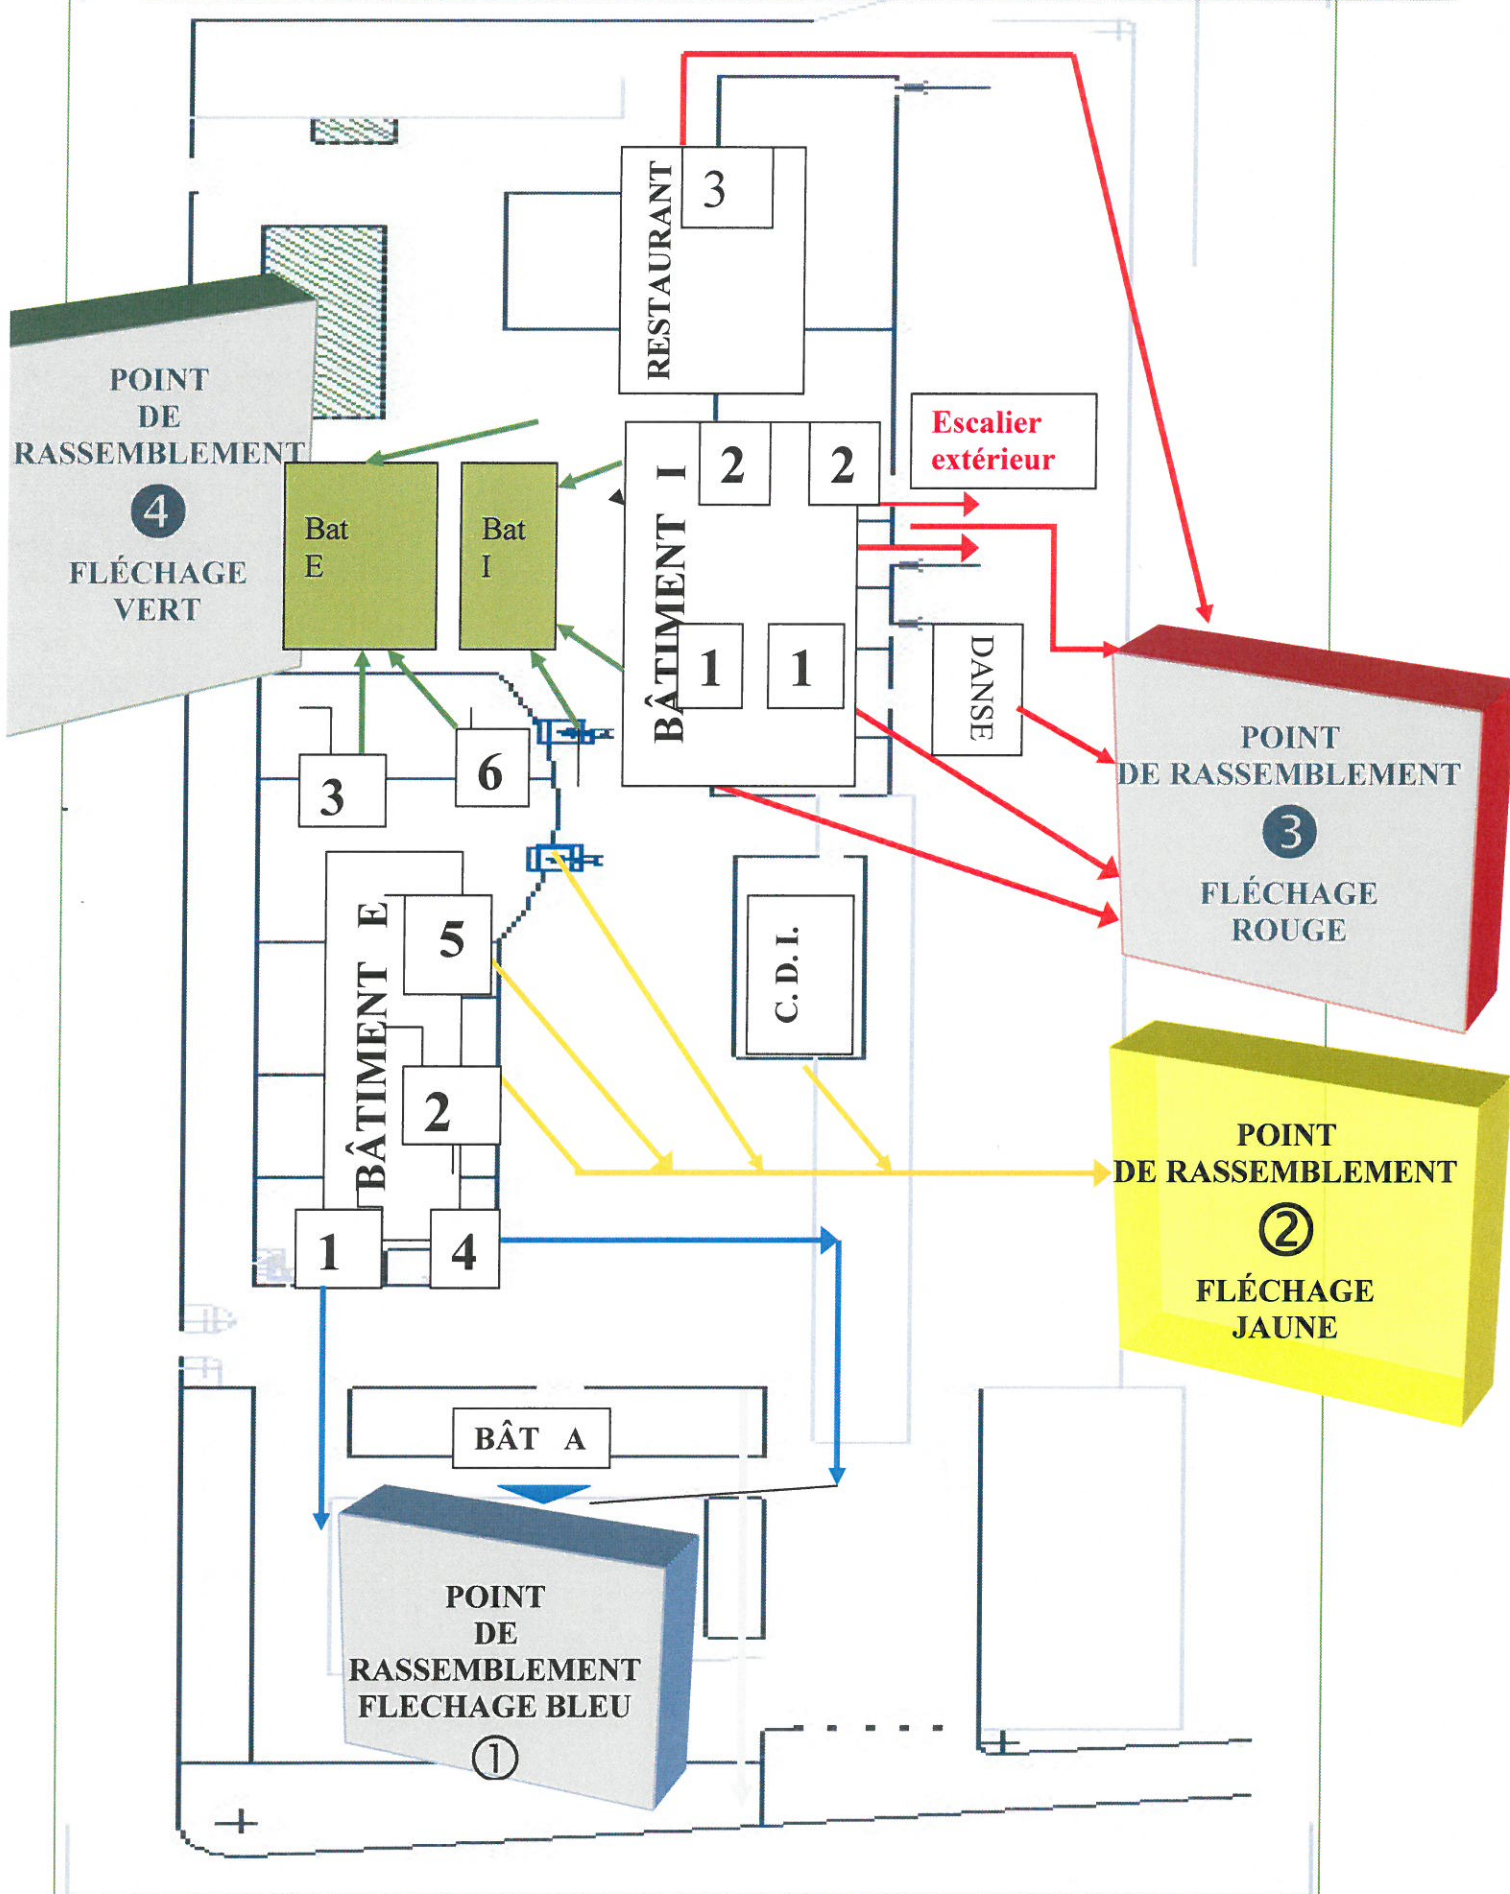 RESTAURANT
3
POINT
DE
RASSEMBLEMENT
4
FLÉCHAGE
VERT
Bat
E
Bat
I
BÂTIMENT I
2
2
1
1
Escalier
extérieur
DANSE
POINT
DE RASSEMBLEMENT
3
FLÉCHAGE
ROUGE
3
6
BÂTIMENT E
5
2
1
4
C. D. I.
POINT
DE RASSEMBLEMENT
②
FLÉCHAGE
JAUNE
BÂT A
POINT
DE
RASSEMBLEMENT
FLECHAGE BLEU
①